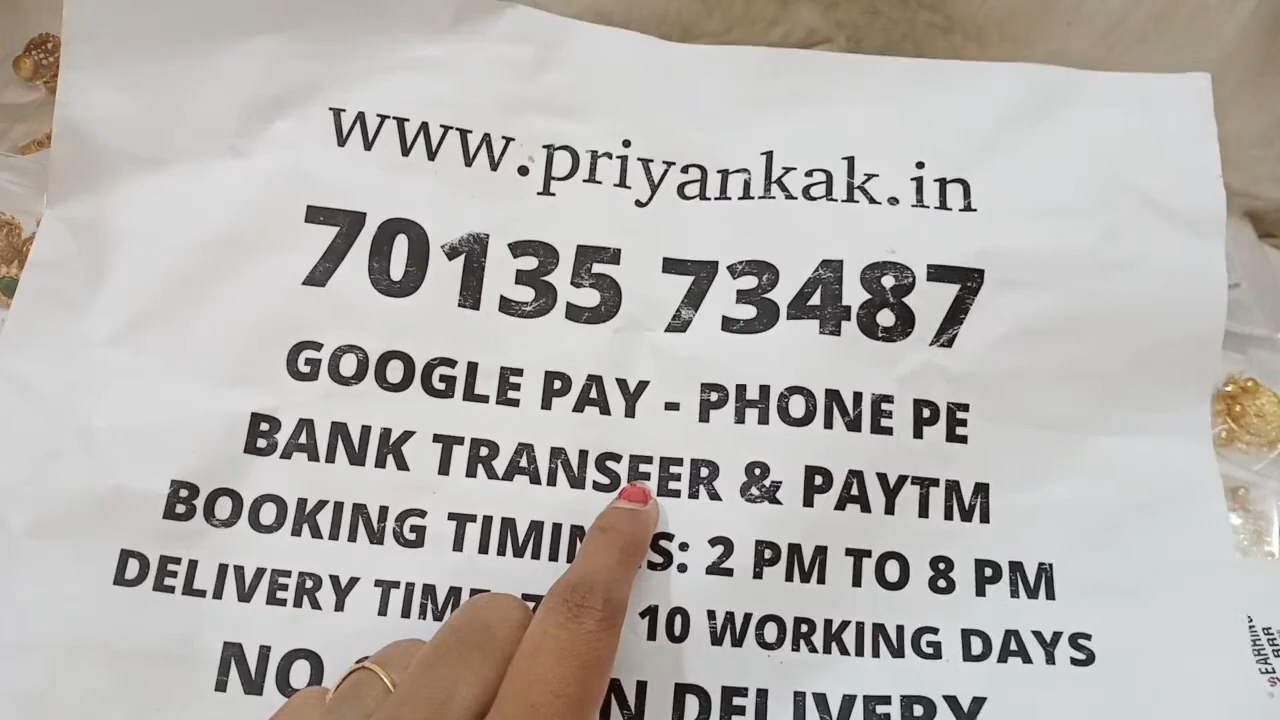 www.priyankak.in
70135 73487
GOOGLE PAY - PHONE PE
BANK TRANSFER & PAYTM
BOOKING : 2 PM TO 8 PM
DELIVERY 10 WORKING DAYS
NO DELIVERY